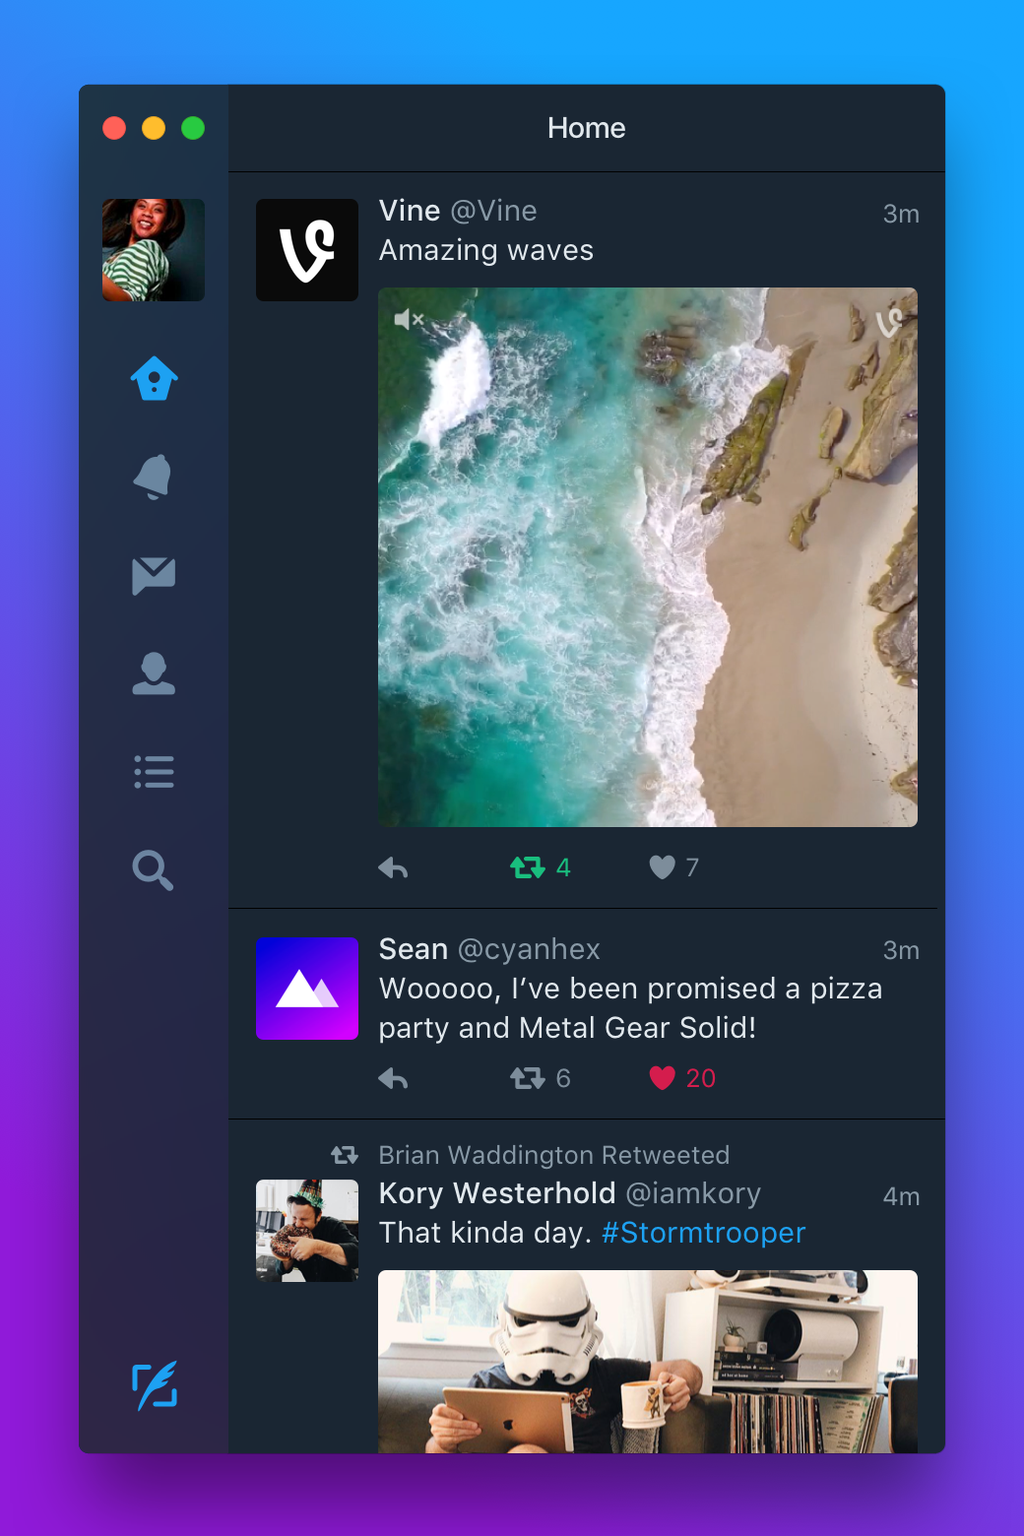 Home
Vine @Vine
3m
Amazing waves
4
7
Sean @cyanhex
3m
Wooooo, I’ve been promised a pizza
party and Metal Gear Solid!
6
20
Brian Waddington Retweeted
Kory Westerhold @iamkory
4m
That kinda day. #Stormtrooper